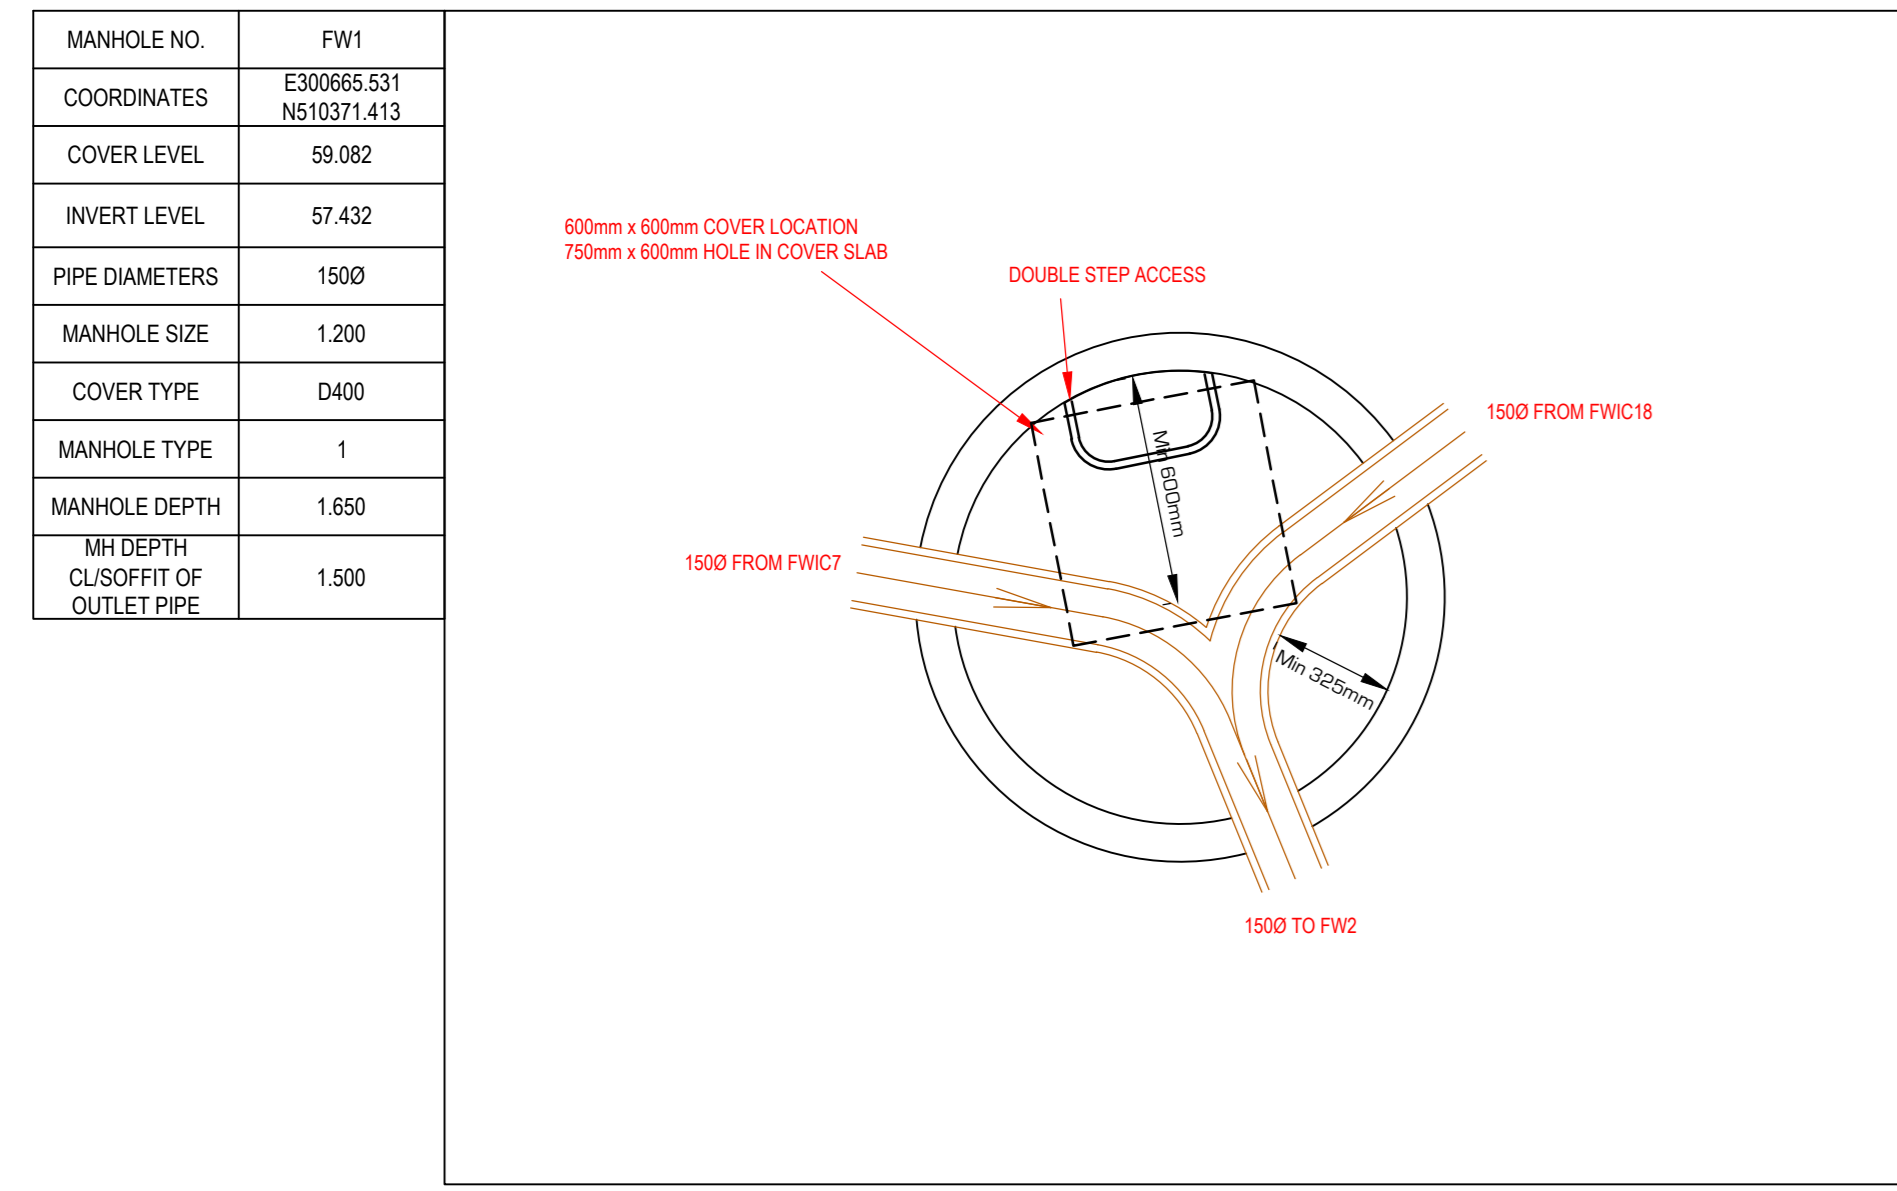 MANHOLE NO. FW1
COORDINATES E300665.531
N510371.413
COVER LEVEL 59.082
INVERT LEVEL 57.432
PIPE DIAMETERS 150Ø
MANHOLE SIZE 1.200
COVER TYPE D400
MANHOLE TYPE 1
MANHOLE DEPTH 1.650
MH DEPTH
CL/SOFFIT OF 1.500
OUTLET PIPE
600mm x 600mm COVER LOCATION
750mm x 600mm HOLE IN COVER SLAB
DOUBLE STEP ACCESS
150Ø FROM FWIC18
Min 600mm
150Ø FROM FWIC7
Min 325mm
150Ø TO FW2